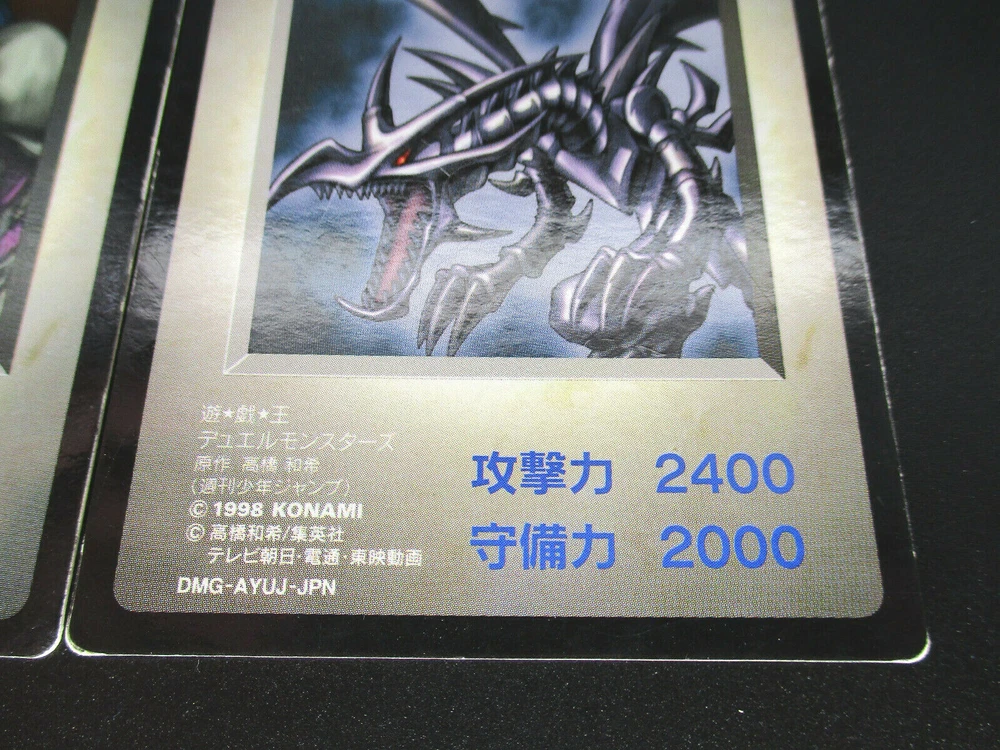 遊★戯★王
デュエルモンスターズ
原作 高橋 和希
(週刊少年ジャンプ)
© 1998 KONAMI
© 高橋和希/集英社
テレビ朝日・電通・東映動画
DMG-AYUJ-JPN
攻撃力 2400
守備力 2000